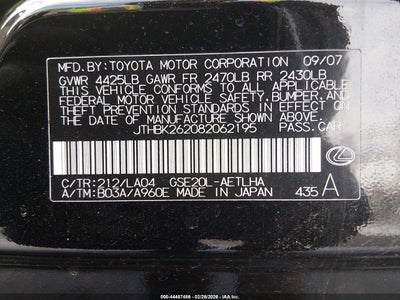 MFD.BY:TOYOTA MOTOR CORPORATION 09/07
GVWR 4425LB GAWR FR 2470LB RR 2430LB
THIS VEHICLE CONFORMS TO ALL APPLICABLE
FEDERAL MOTOR VEHICLE SAFETY, BUMPER, AND
THEFT PREVENTION STANDARDS IN EFFECT ON
THE DATE OF MANUFACTURE SHOWN ABOVE.
JTHBK262082062195 PASS.CAR
C/TR:212/LA04 GSE20L-AETLHA
A/TM:B03A/A960E MADE IN JAPAN 435 A
000-44487486 - 02/28/2026 - IAA